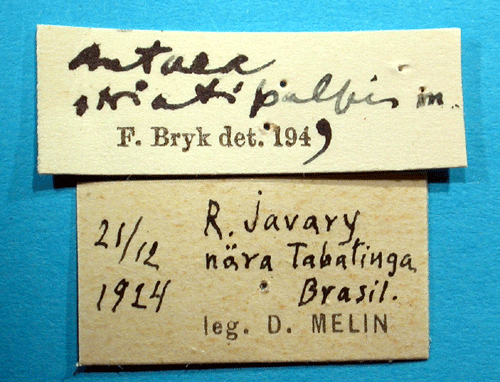 Antaea
striatipalpis m.
F. Bryk det. 1949
21/12
1924
R. Javary
nära Tabatinga
Brasil.
leg. D. MELIN